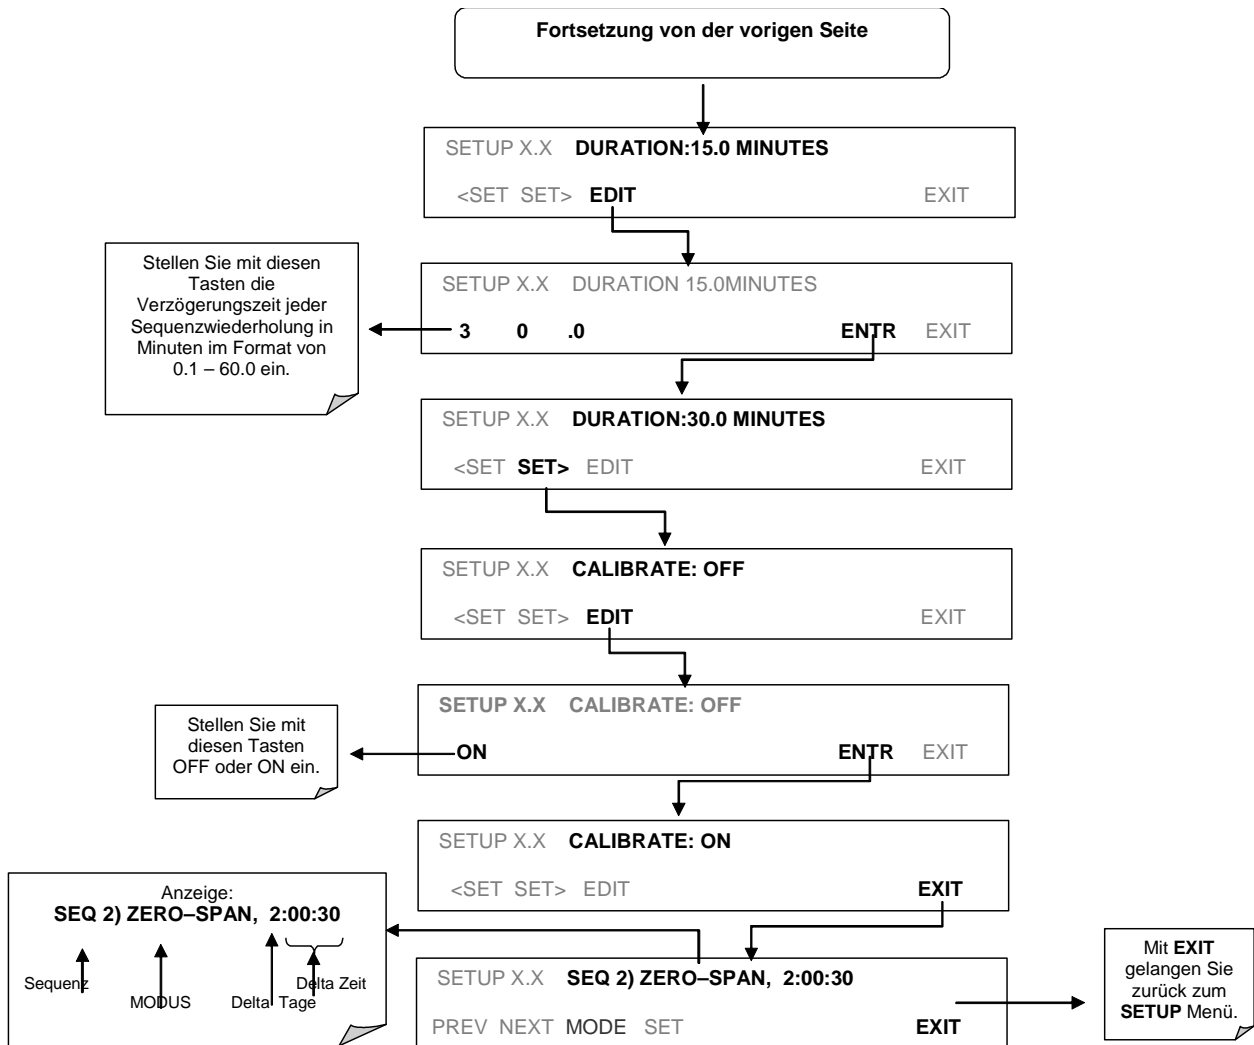 Fortsetzung von der vorigen Seite
SETUP X.X DURATION:15.0 MINUTES
<SET SET> EDIT EXIT
Stellen Sie mit diesen
Tasten die
Verzögerungszeit jeder
Sequenzwiederholung in
Minuten im Format von
0.1 – 60.0 ein.
SETUP X.X DURATION 15.0MINUTES
3 0 .0 ENTR EXIT
SETUP X.X DURATION:30.0 MINUTES
<SET SET> EDIT EXIT
SETUP X.X CALIBRATE: OFF
<SET SET> EDIT EXIT
Stellen Sie mit
diesen Tasten
OFF oder ON ein.
SETUP X.X CALIBRATE: OFF
ON ENTR EXIT
SETUP X.X CALIBRATE: ON
<SET SET> EDIT EXIT
Anzeige:
SEQ 2) ZERO–SPAN, 2:00:30
Sequenz MODUS Delta Tage Delta Zeit
SETUP X.X SEQ 2) ZERO–SPAN, 2:00:30
PREV NEXT MODE SET EXIT
Mit EXIT
gelangen Sie
zurück zum
SETUP Menü.